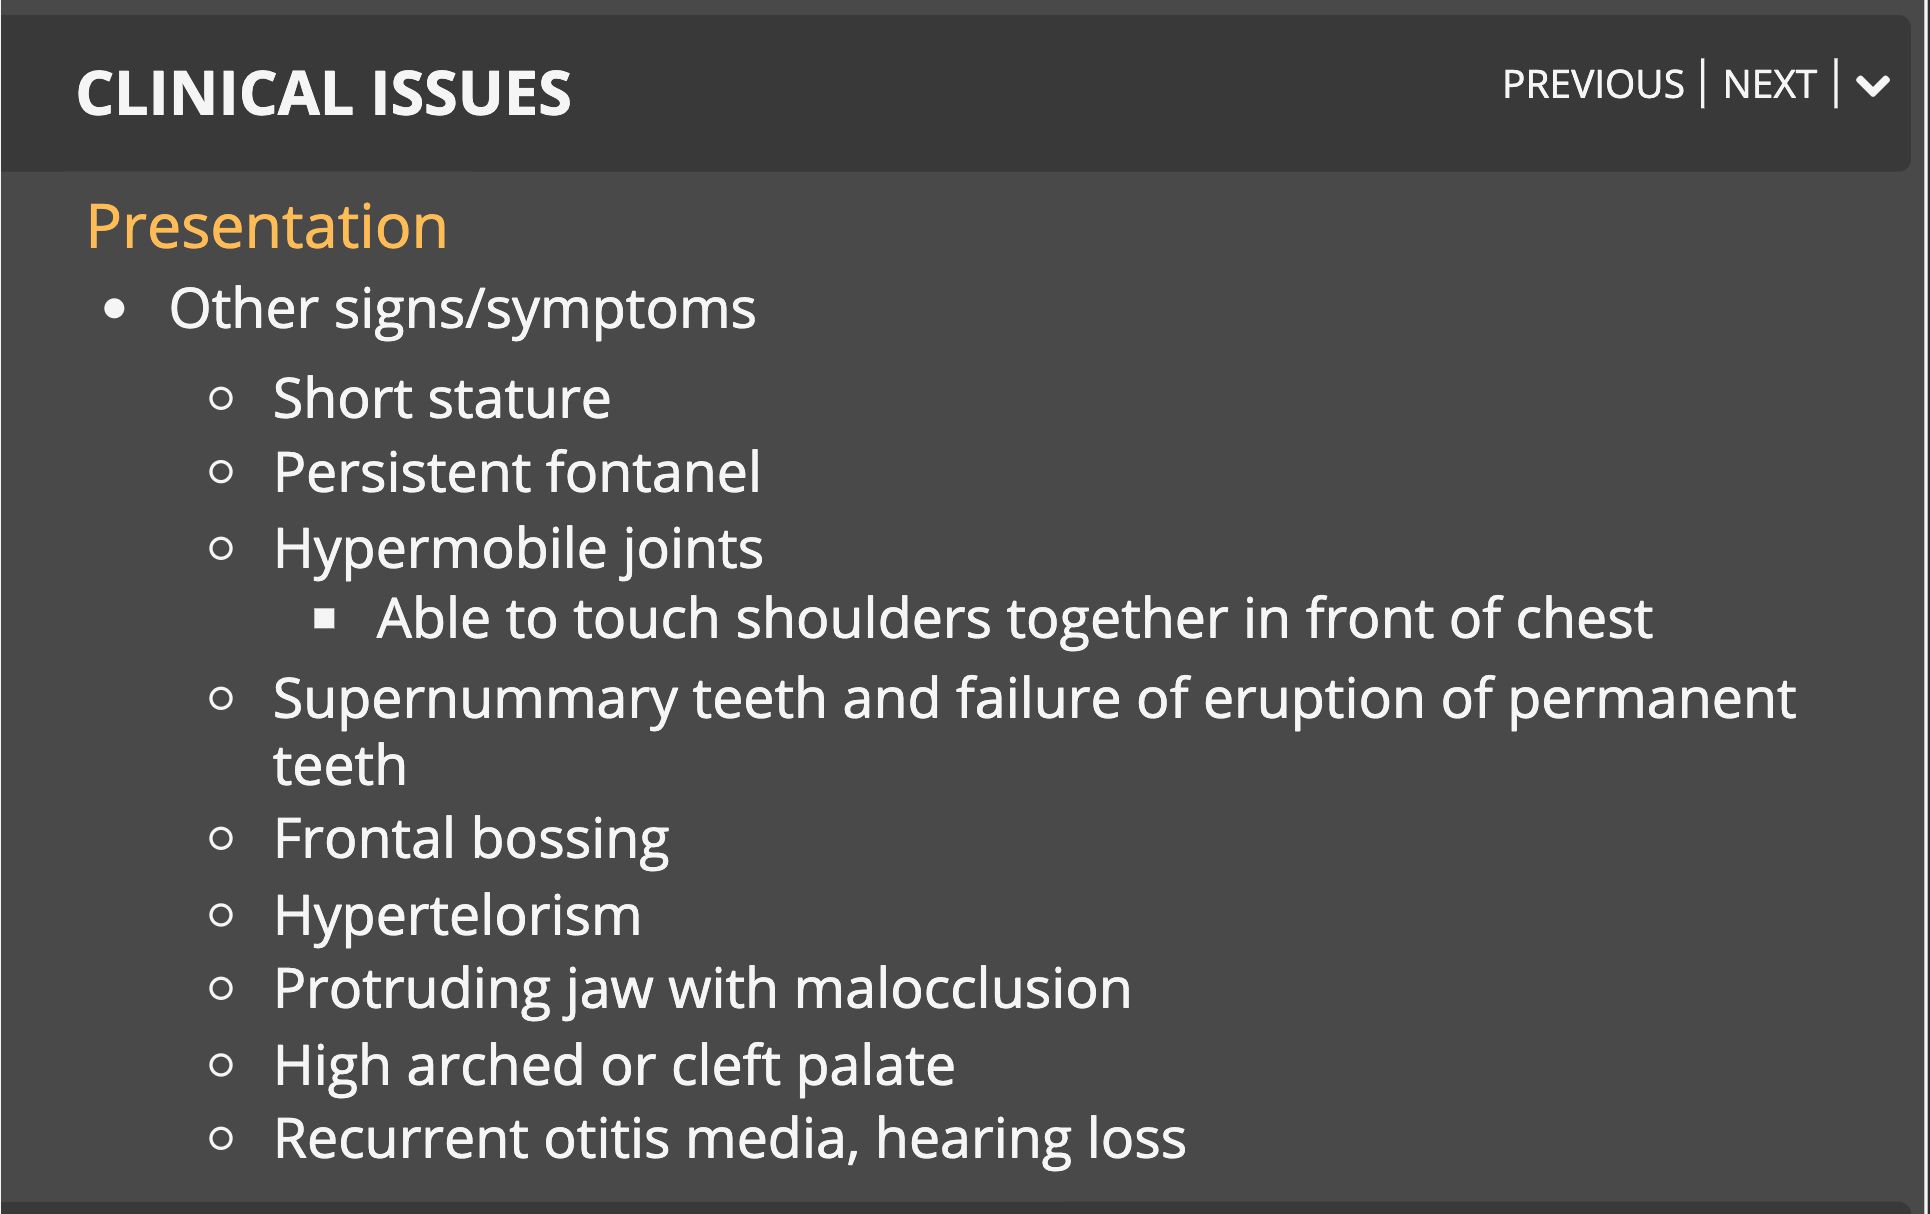 CLINICAL ISSUES
PREVIOUS | NEXT |
Presentation
Other signs/symptoms
Short stature
Persistent fontanel
Hypermobile joints
Able to touch shoulders together in front of chest
Supernummary teeth and failure of eruption of permanent
teeth
Frontal bossing
Hypertelorism
Protruding jaw with malocclusion
High arched or cleft palate
Recurrent otitis media, hearing loss